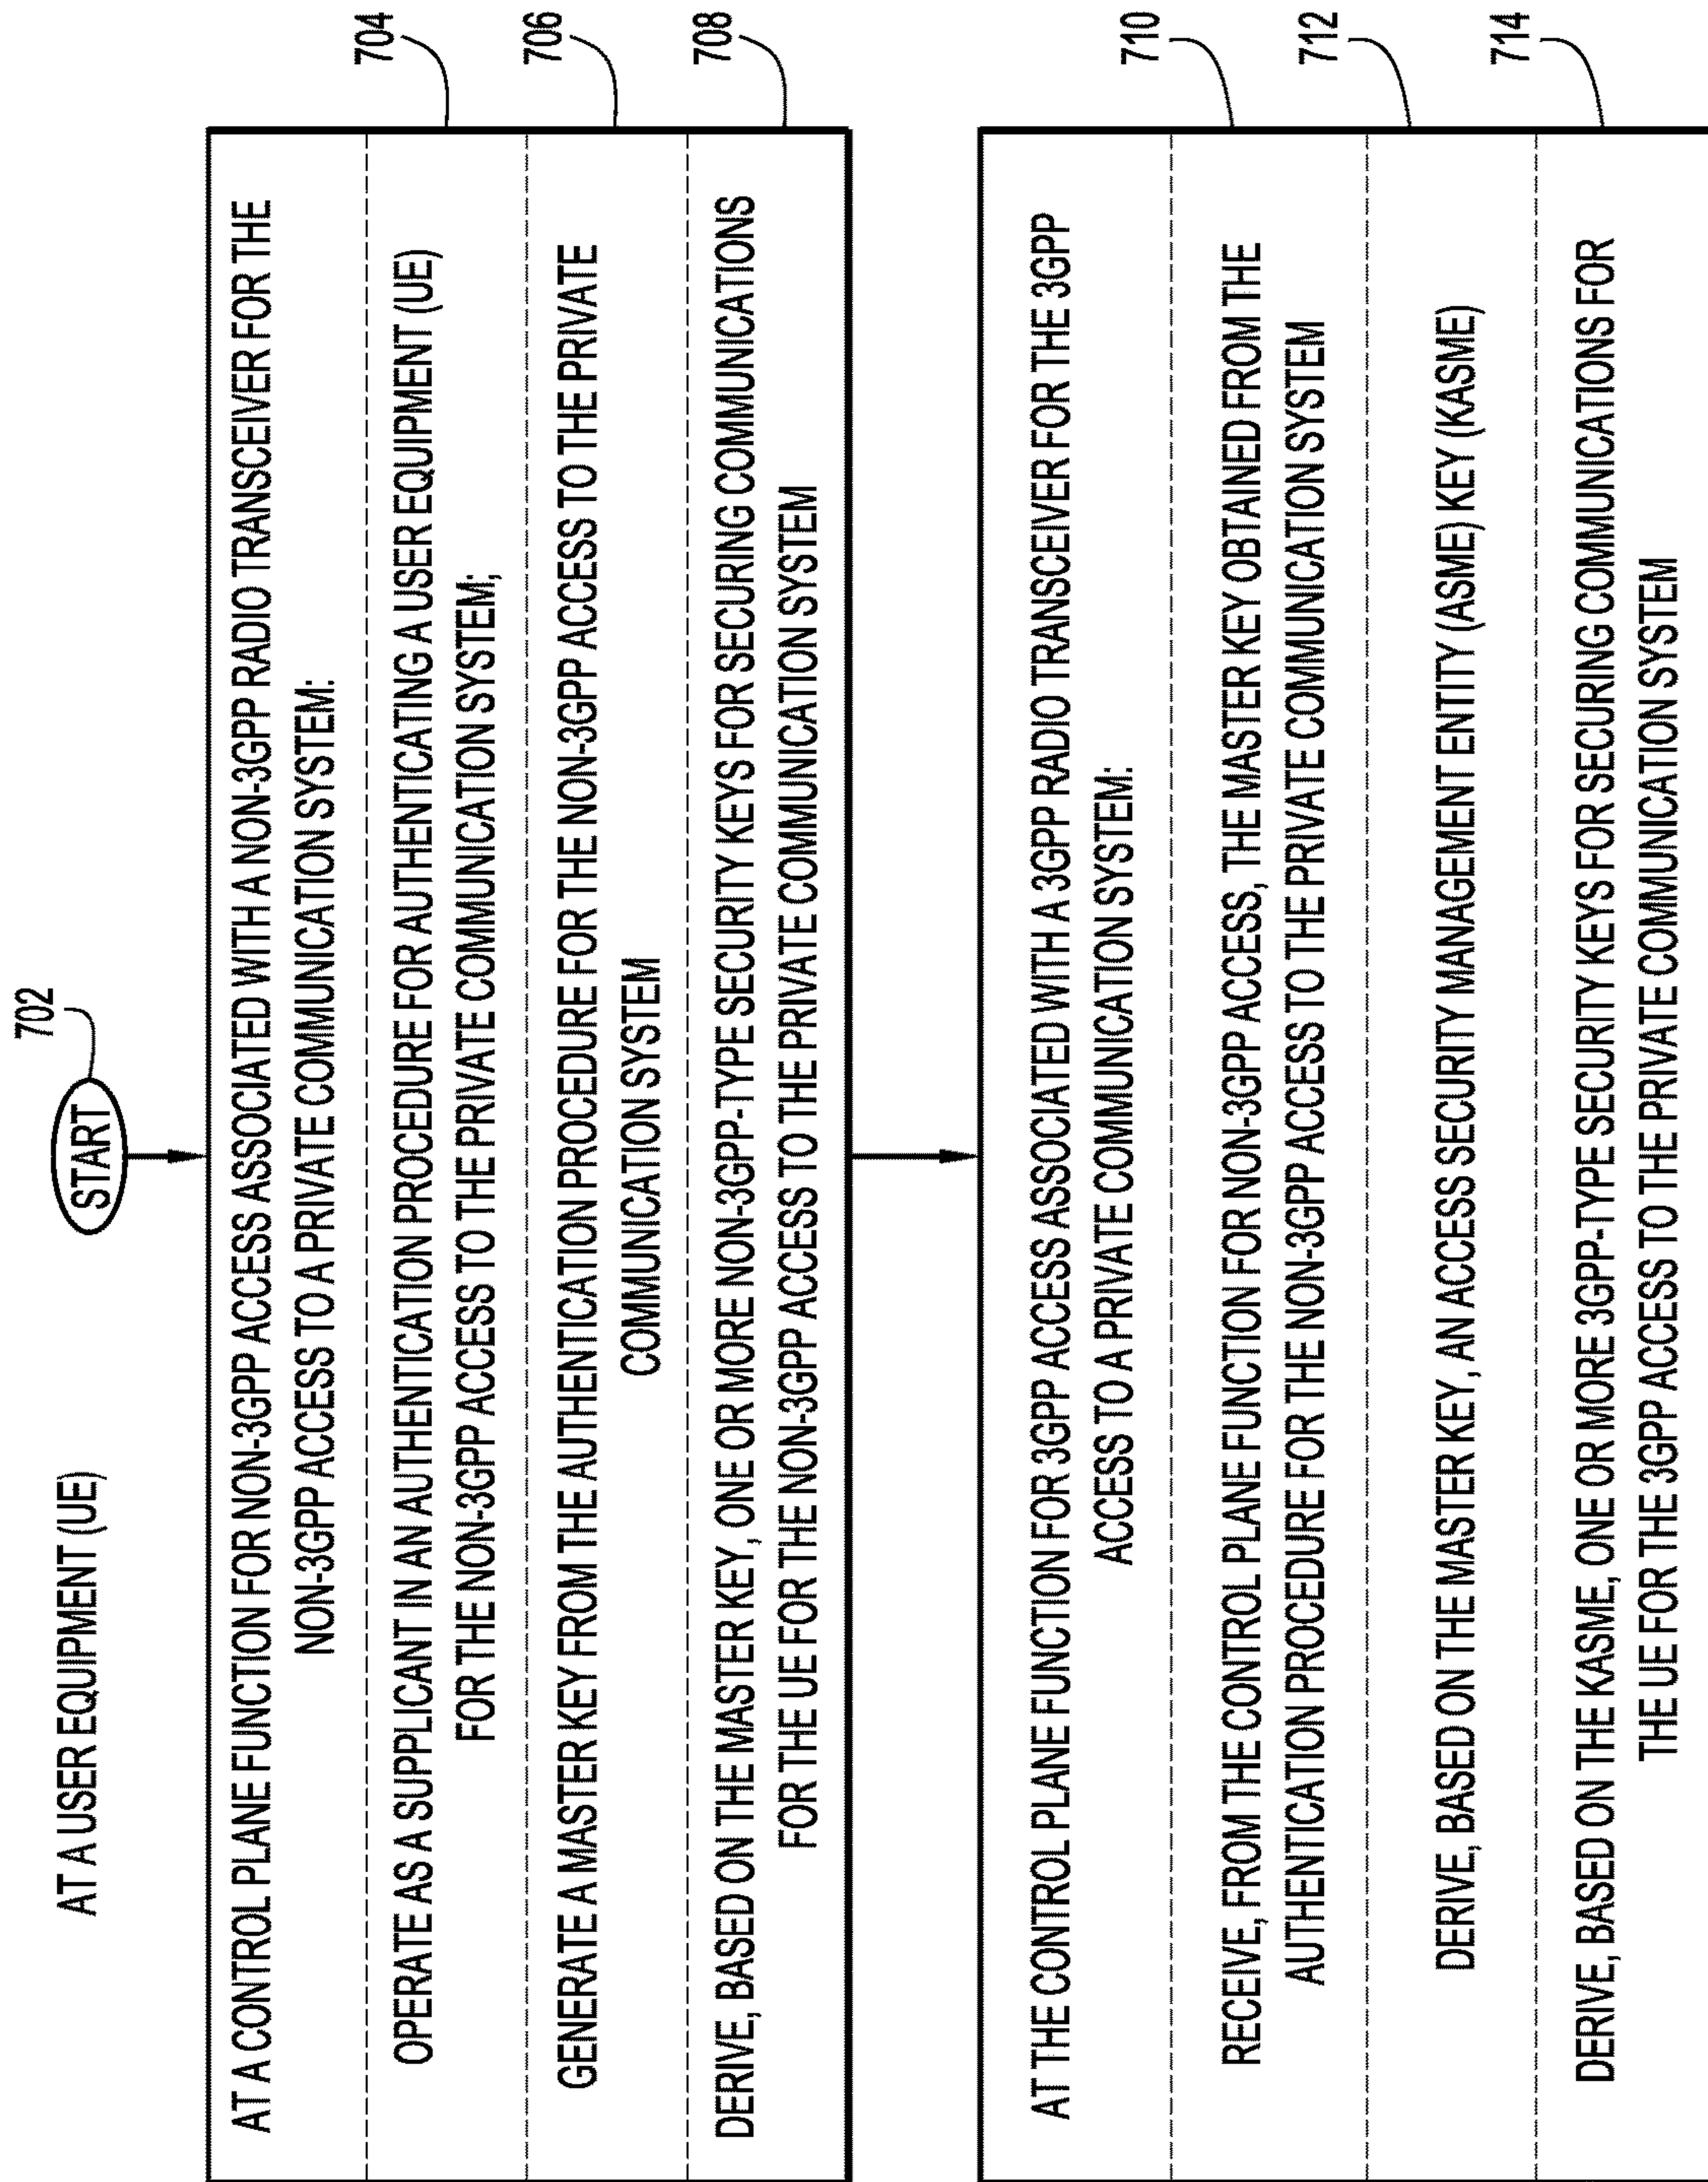 AT A USER EQUIPMENT (UE)
START
702
AT A CONTROL PLANE FUNCTION FOR NON-3GPP ACCESS ASSOCIATED WITH A NON-3GPP RADIO TRANSCEIVER FOR THE
NON-3GPP ACCESS TO A PRIVATE COMMUNICATION SYSTEM:
OPERATE AS A SUPPLICANT IN AN AUTHENTICATION PROCEDURE FOR AUTHENTICATING A USER EQUIPMENT (UE)
FOR THE NON-3GPP ACCESS TO THE PRIVATE COMMUNICATION SYSTEM;
704
GENERATE A MASTER KEY FROM THE AUTHENTICATION PROCEDURE FOR THE NON-3GPP ACCESS TO THE PRIVATE
COMMUNICATION SYSTEM
706
DERIVE, BASED ON THE MASTER KEY, ONE OR MORE NON-3GPP-TYPE SECURITY KEYS FOR SECURING COMMUNICATIONS
FOR THE UE FOR THE NON-3GPP ACCESS TO THE PRIVATE COMMUNICATION SYSTEM
708
AT THE CONTROL PLANE FUNCTION FOR 3GPP ACCESS ASSOCIATED WITH A 3GPP RADIO TRANSCEIVER FOR THE 3GPP
ACCESS TO A PRIVATE COMMUNICATION SYSTEM:
RECEIVE, FROM THE CONTROL PLANE FUNCTION FOR NON-3GPP ACCESS, THE MASTER KEY OBTAINED FROM THE
AUTHENTICATION PROCEDURE FOR THE NON-3GPP ACCESS TO THE PRIVATE COMMUNICATION SYSTEM
710
DERIVE, BASED ON THE MASTER KEY, AN ACCESS SECURITY MANAGEMENT ENTITY (ASME) KEY (KASME)
712
DERIVE, BASED ON THE KASME, ONE OR MORE 3GPP-TYPE SECURITY KEYS FOR SECURING COMMUNICATIONS FOR
THE UE FOR THE 3GPP ACCESS TO THE PRIVATE COMMUNICATION SYSTEM
714